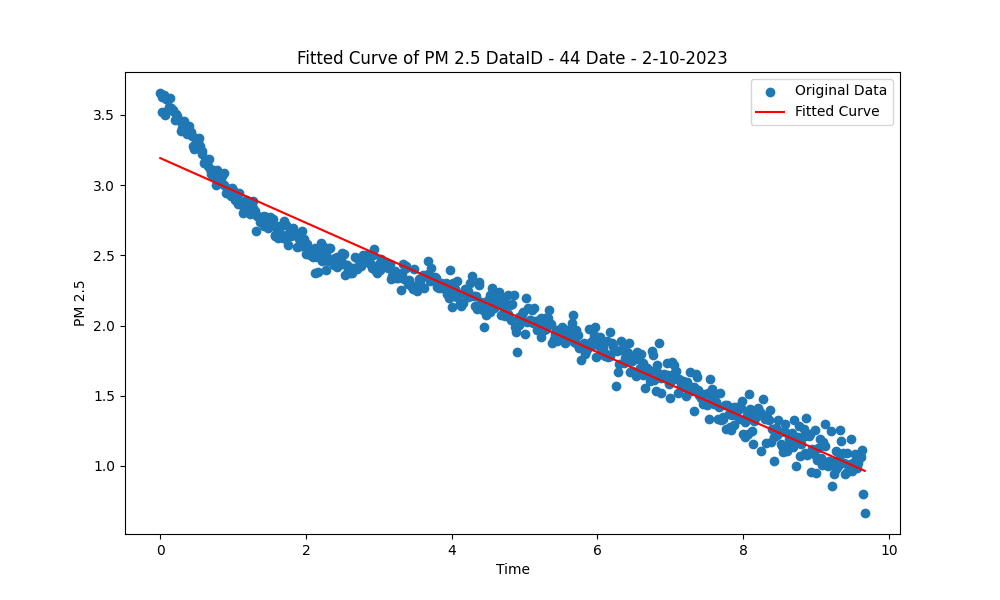 Fitted Curve of PM 2.5 DataID - 44 Date - 2-10-2023
Original Data
Fitted Curve
PM 2.5
3.5
3.0
2.5
2.0
1.5
1.0
0
2
4
6
8
10
Time